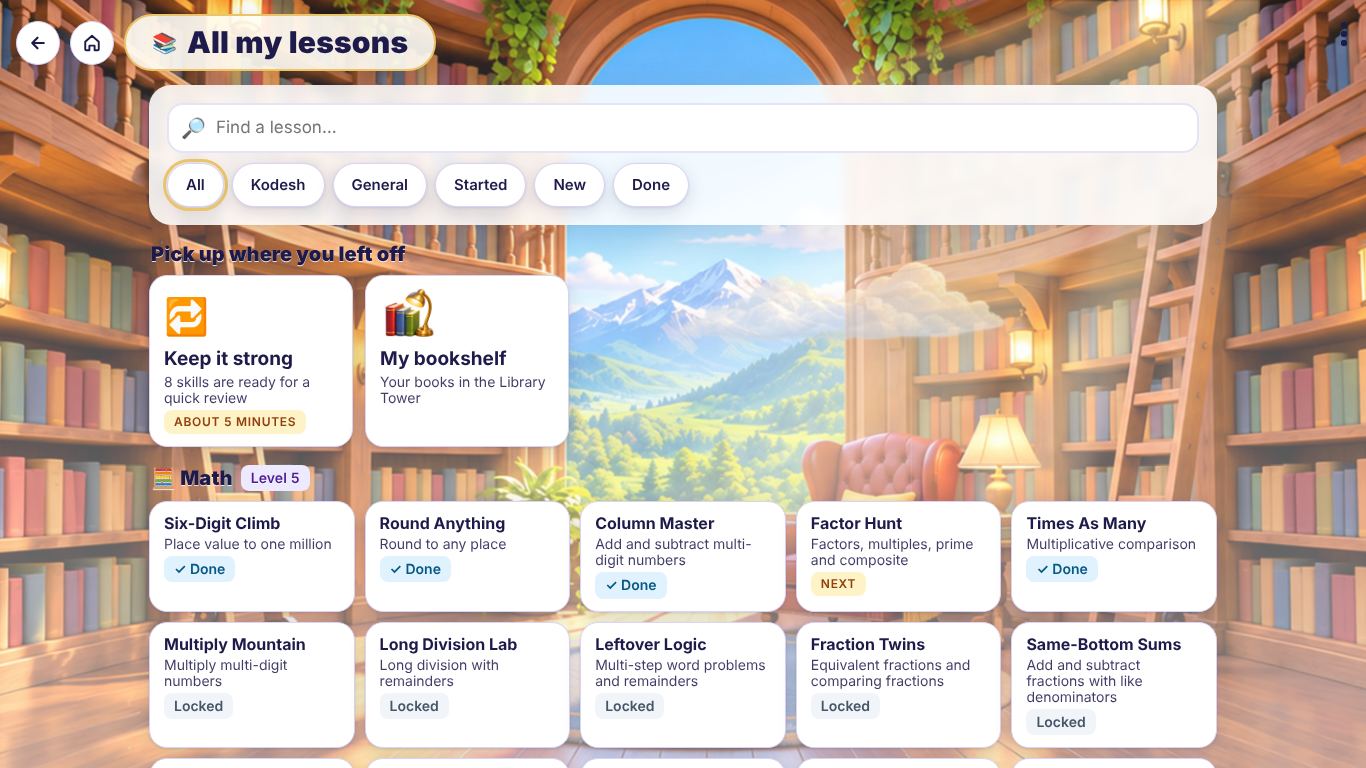 All my lessons
Find a lesson...
All Kodesh General Started New Done
Pick up where you left off
Keep it strong
8 skills are ready for a
quick review
ABOUT 5 MINUTES
My bookshelf
Your books in the Library
Tower
Math Level 5
Six-Digit Climb
Place value to one million
✓ Done
Round Anything
Round to any place
✓ Done
Column Master
Add and subtract multi-
digit numbers
✓ Done
Factor Hunt
Factors, multiples, prime
and composite
NEXT
Times As Many
Multiplicative comparison
✓ Done
Multiply Mountain
Multiply multi-digit
numbers
Locked
Long Division Lab
Long division with
remainders
Locked
Leftover Logic
Multi-step word problems
and remainders
Locked
Fraction Twins
Equivalent fractions and
comparing fractions
Locked
Same-Bottom Sums
Add and subtract
fractions with like
denominators
Locked